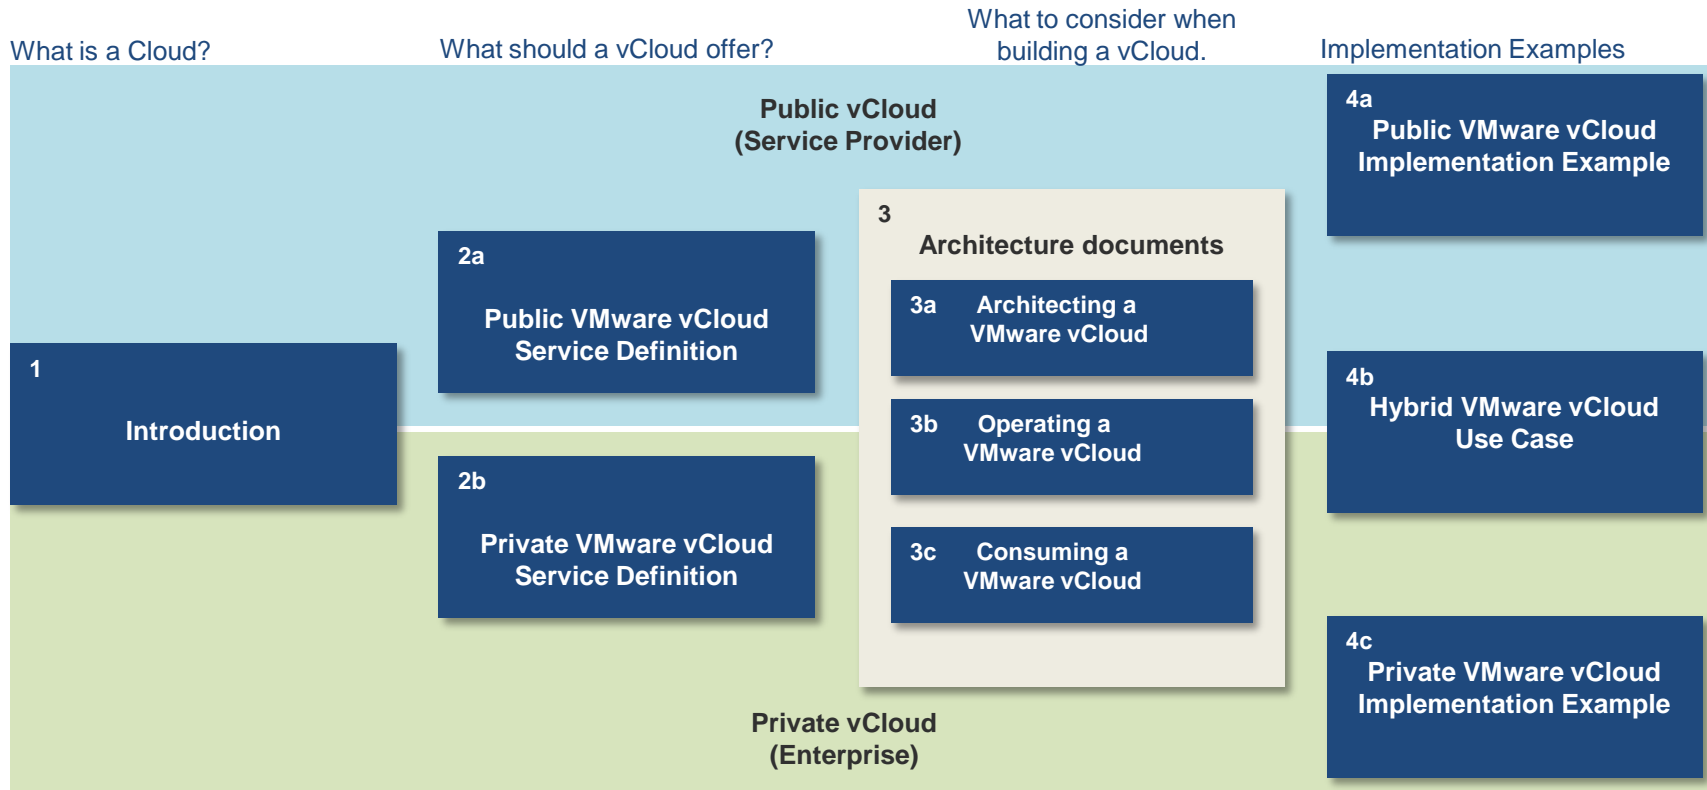 What is a Cloud?
What should a vCloud offer?
What to consider when
building a vCloud.
Implementation Examples
Public vCloud
(Service Provider)
1
Introduction
2a
Public VMware vCloud
Service Definition
2b
Private VMware vCloud
Service Definition
3
Architecture documents
3a Architecting a
VMware vCloud
3b Operating a
VMware vCloud
3c Consuming a
VMware vCloud
4a
Public VMware vCloud
Implementation Example
4b
Hybrid VMware vCloud
Use Case
4c
Private VMware vCloud
Implementation Example
Private vCloud
(Enterprise)